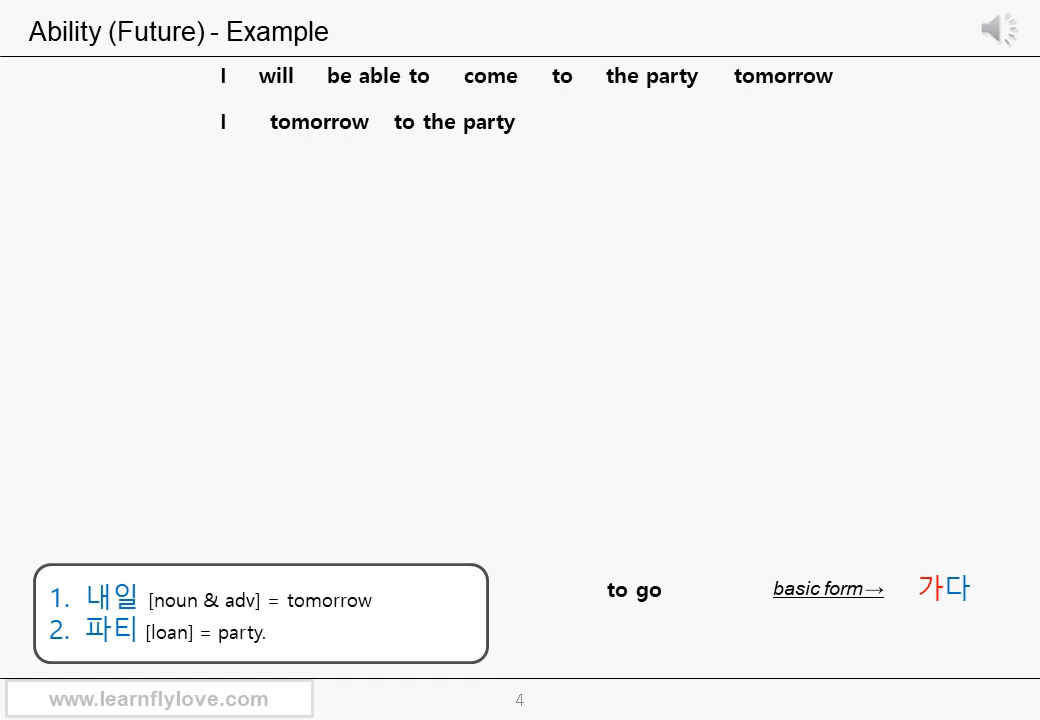 Ability (Future) - Example
I will be able to come to the party tomorrow
I tomorrow to the party
1. 내일 [noun & adv] = tomorrow
2. 파티 [loan] = party.
to go basic form→ 가다
www.learnflylove.com
4